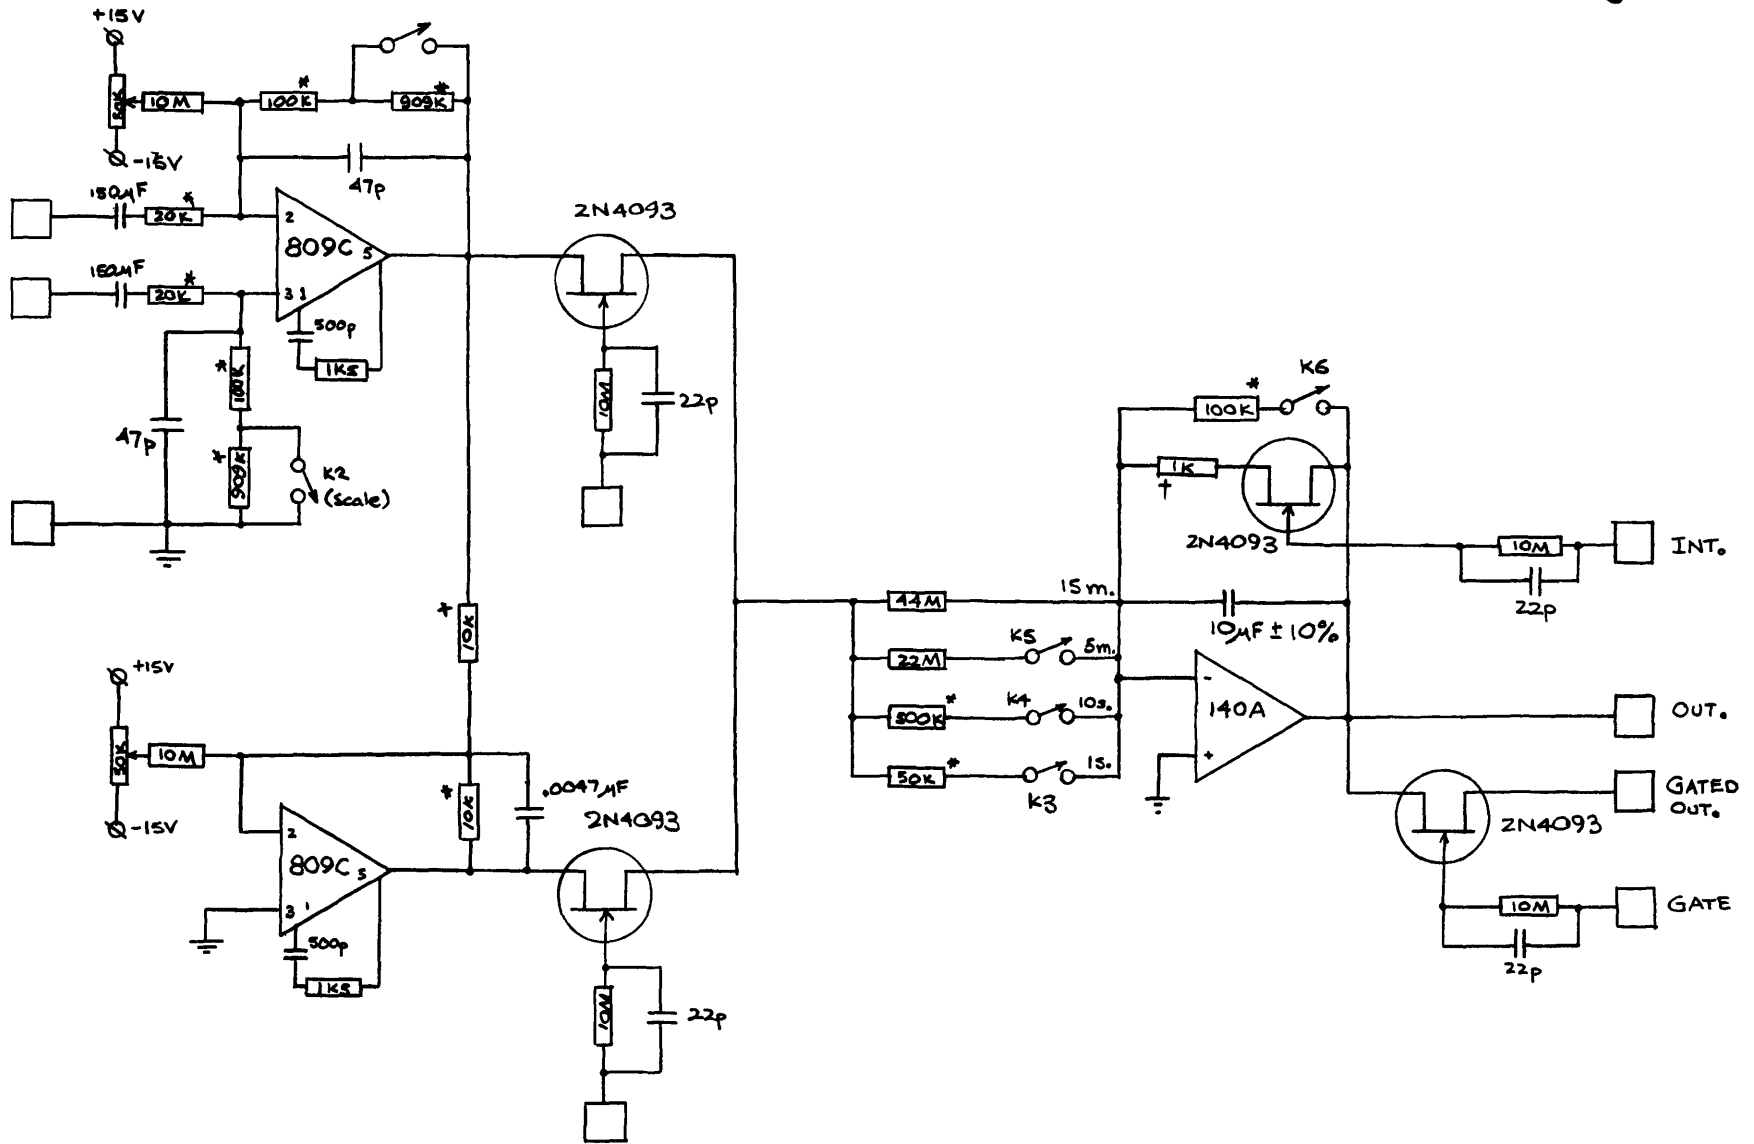 +15V
50K
10M
100K *
909K *
-15V
47p
150µF
20K *
2
809C 5
150µF
20K *
3 1
500p
1K5
* 100K
47p
* 909K
K2
(scale)
2N4093
10M
22p
* 10K
+15V
50K
10M
-15V
* 10K
.0047µF
2
809C 5
3 1
500p
1K5
2N4093
10M
22p
K6
100K *
1K
†
2N4093
10M
INT.
22p
44M
15m.
10µF ± 10%
K5
22M
5m.
500K *
K4
10s.
50K *
K3
1s.
-
140A
+
OUT.
GATED
OUT.
2N4093
10M
GATE
22p